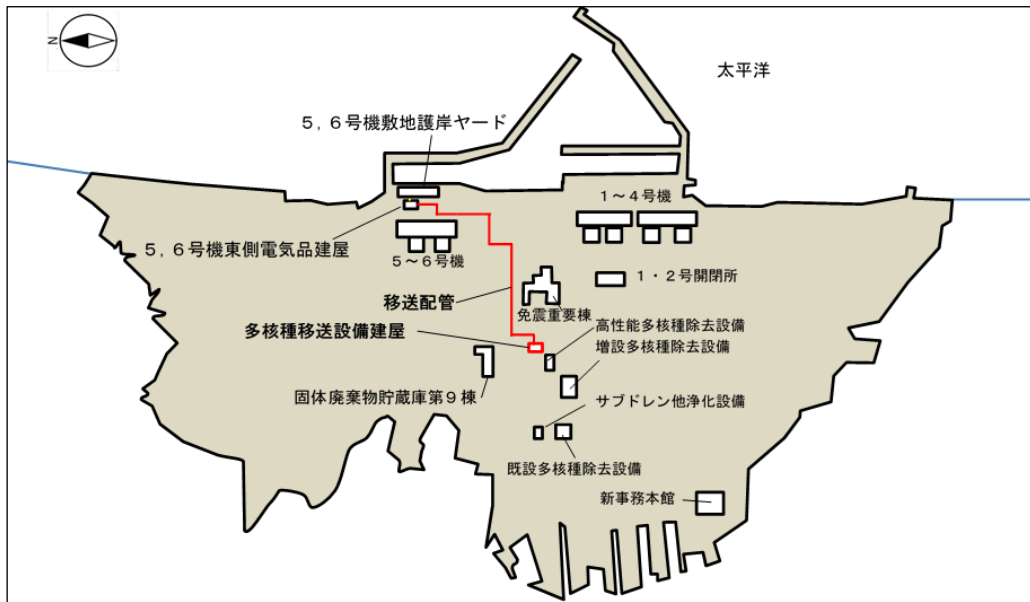 N
太平洋
5,6号機敷地護岸ヤード
1~4号機
5,6号機東側電気品建屋
5~6号機
1・2号開閉所
移送配管
免震重要棟
高性能多核種除去設備
多核種移送設備建屋
増設多核種除去設備
固体廃棄物貯蔵庫第9棟
サブドレン他浄化設備
既設多核種除去設備
新事務本館